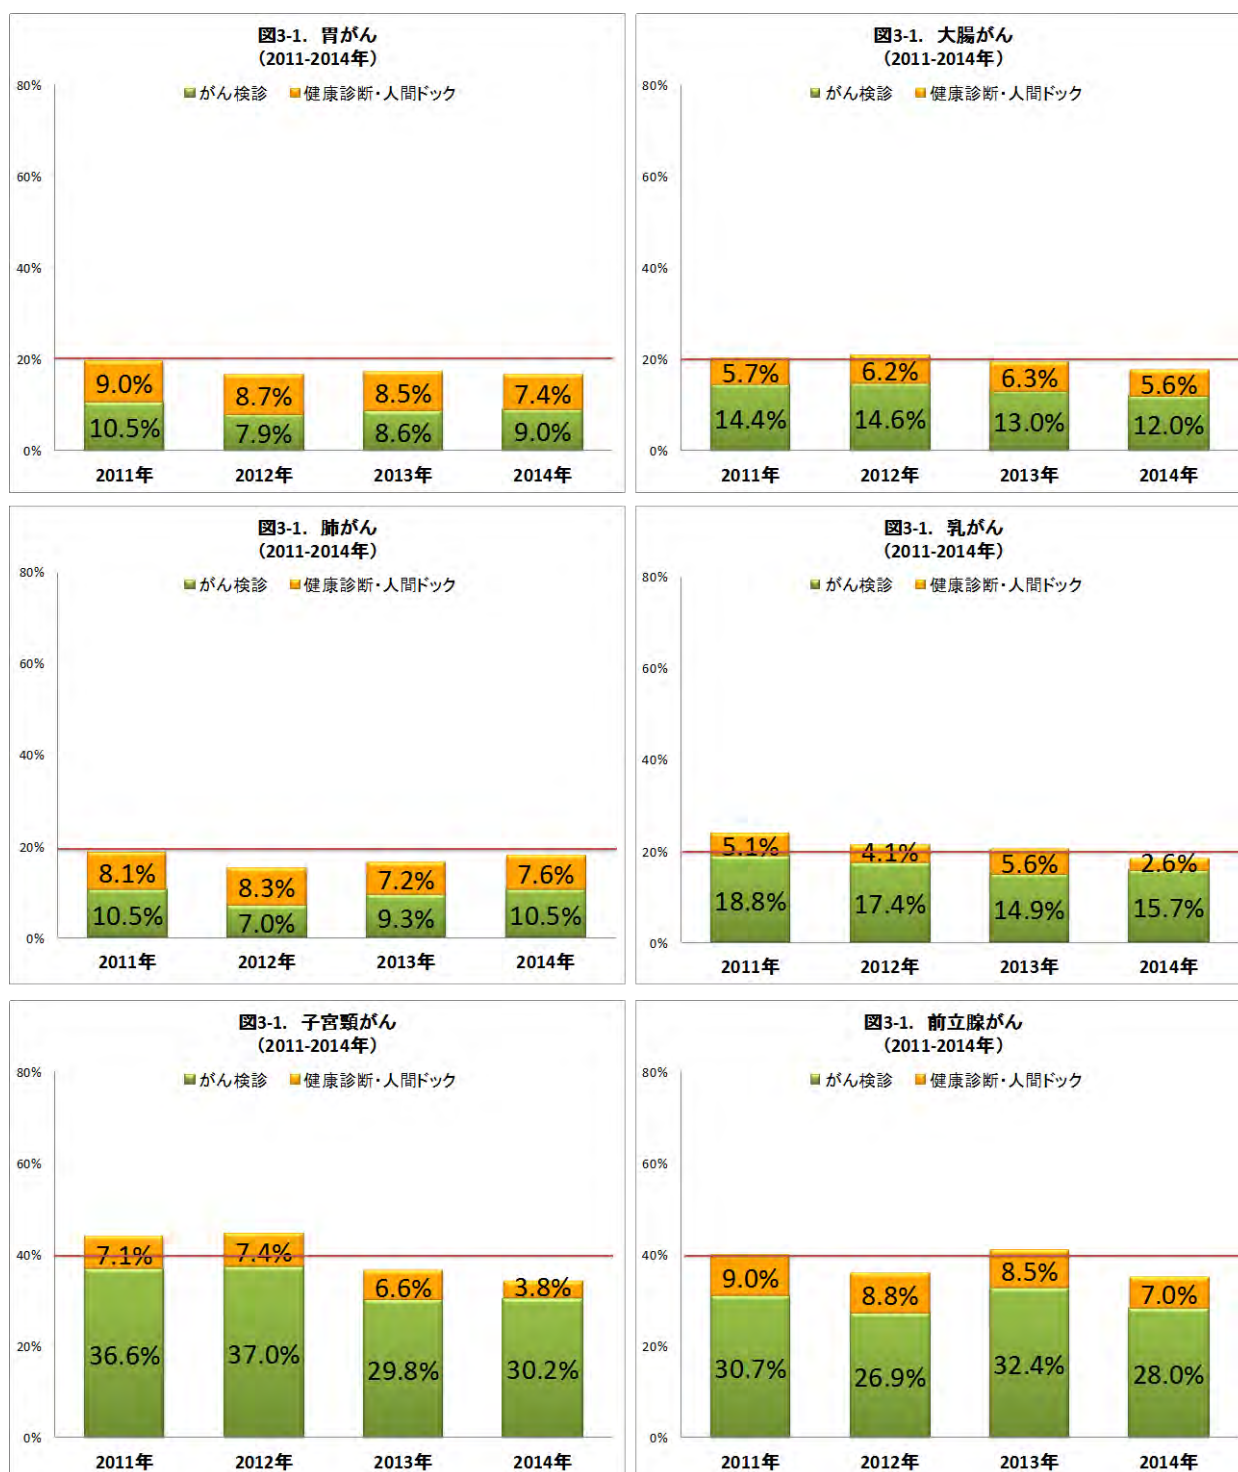 図3-1. 胃がん
（2011-2014年）
がん検診 健康診断・人間ドック
80%
60%
40%
20%
0%
9.0% 8.7% 8.5% 7.4%
10.5% 7.9% 8.6% 9.0%
2011年 2012年 2013年 2014年
図3-1. 大腸がん
（2011-2014年）
がん検診 健康診断・人間ドック
80%
60%
40%
20%
0%
5.7% 6.2% 6.3% 5.6%
14.4% 14.6% 13.0% 12.0%
2011年 2012年 2013年 2014年
図3-1. 肺がん
（2011-2014年）
がん検診 健康診断・人間ドック
80%
60%
40%
20%
0%
8.1% 8.3% 7.2% 7.6%
10.5% 7.0% 9.3% 10.5%
2011年 2012年 2013年 2014年
図3-1. 乳がん
（2011-2014年）
がん検診 健康診断・人間ドック
80%
60%
40%
20%
0%
5.1% 4.1% 5.6% 2.6%
18.8% 17.4% 14.9% 15.7%
2011年 2012年 2013年 2014年
図3-1. 子宮頸がん
（2011-2014年）
がん検診 健康診断・人間ドック
80%
60%
40%
20%
0%
7.1% 7.4% 6.6% 3.8%
36.6% 37.0% 29.8% 30.2%
2011年 2012年 2013年 2014年
図3-1. 前立腺がん
（2011-2014年）
がん検診 健康診断・人間ドック
80%
60%
40%
20%
0%
9.0% 8.8% 8.5% 7.0%
30.7% 26.9% 32.4% 28.0%
2011年 2012年 2013年 2014年